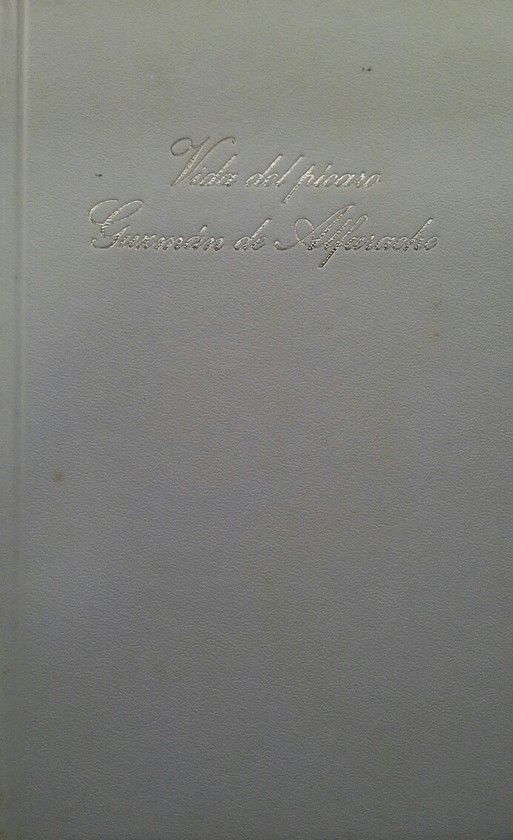 Vida del pícaro
Guzmán de Alfarache